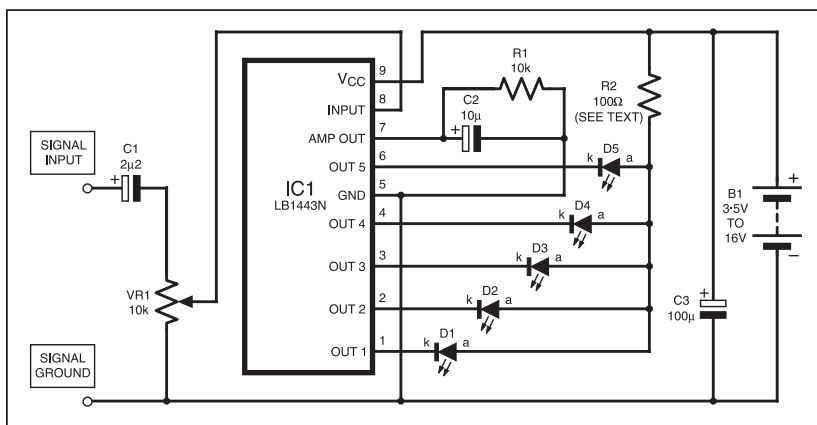 SIGNAL
INPUT
C1
2µ2
+
VR1
10k
SIGNAL
GROUND
IC1
LB1443N
VCC
9
INPUT
8
AMP OUT
7
OUT 5
6
GND
5
OUT 4
4
OUT 3
3
OUT 2
2
OUT 1
1
R1
10k
C2
10µ
+
R2
100Ω
(SEE TEXT)
k D5 a
k D4 a
k D3 a
k D2 a
k D1 a
C3
100µ
+
B1
3·5V
TO
16V
+
−